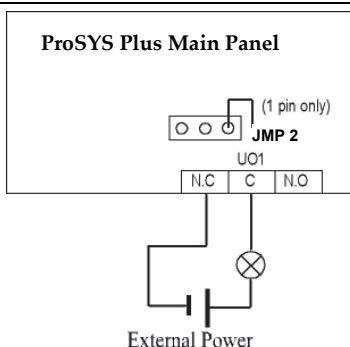 ProSYS Plus Main Panel
(1 pin only)
JMP 2
UO1
N.C C N.O
External Power